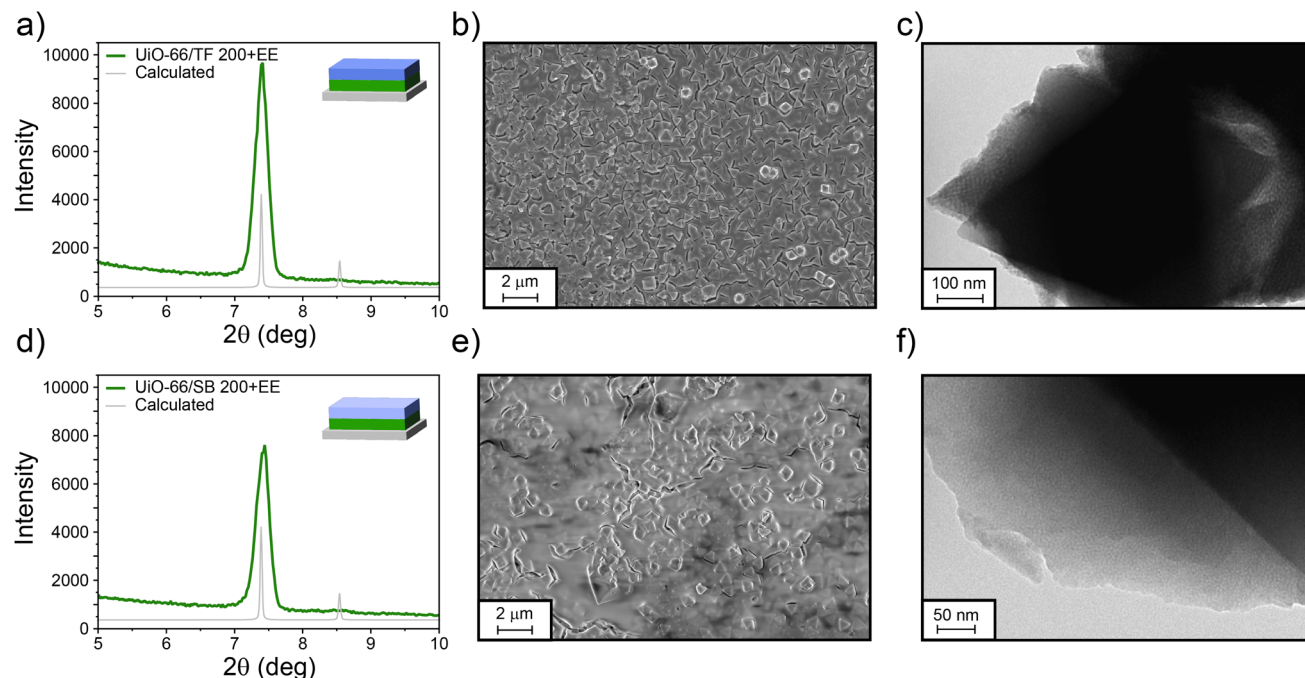 a)
UiO-66/TF 200+EE
Calculated
Intensity
10000
8000
6000
4000
2000
0
5 6 7 8 9 10
2θ (deg)
b)
2 μm
c)
100 nm
d)
UiO-66/SB 200+EE
Calculated
Intensity
10000
8000
6000
4000
2000
0
5 6 7 8 9 10
2θ (deg)
e)
2 μm
f)
50 nm